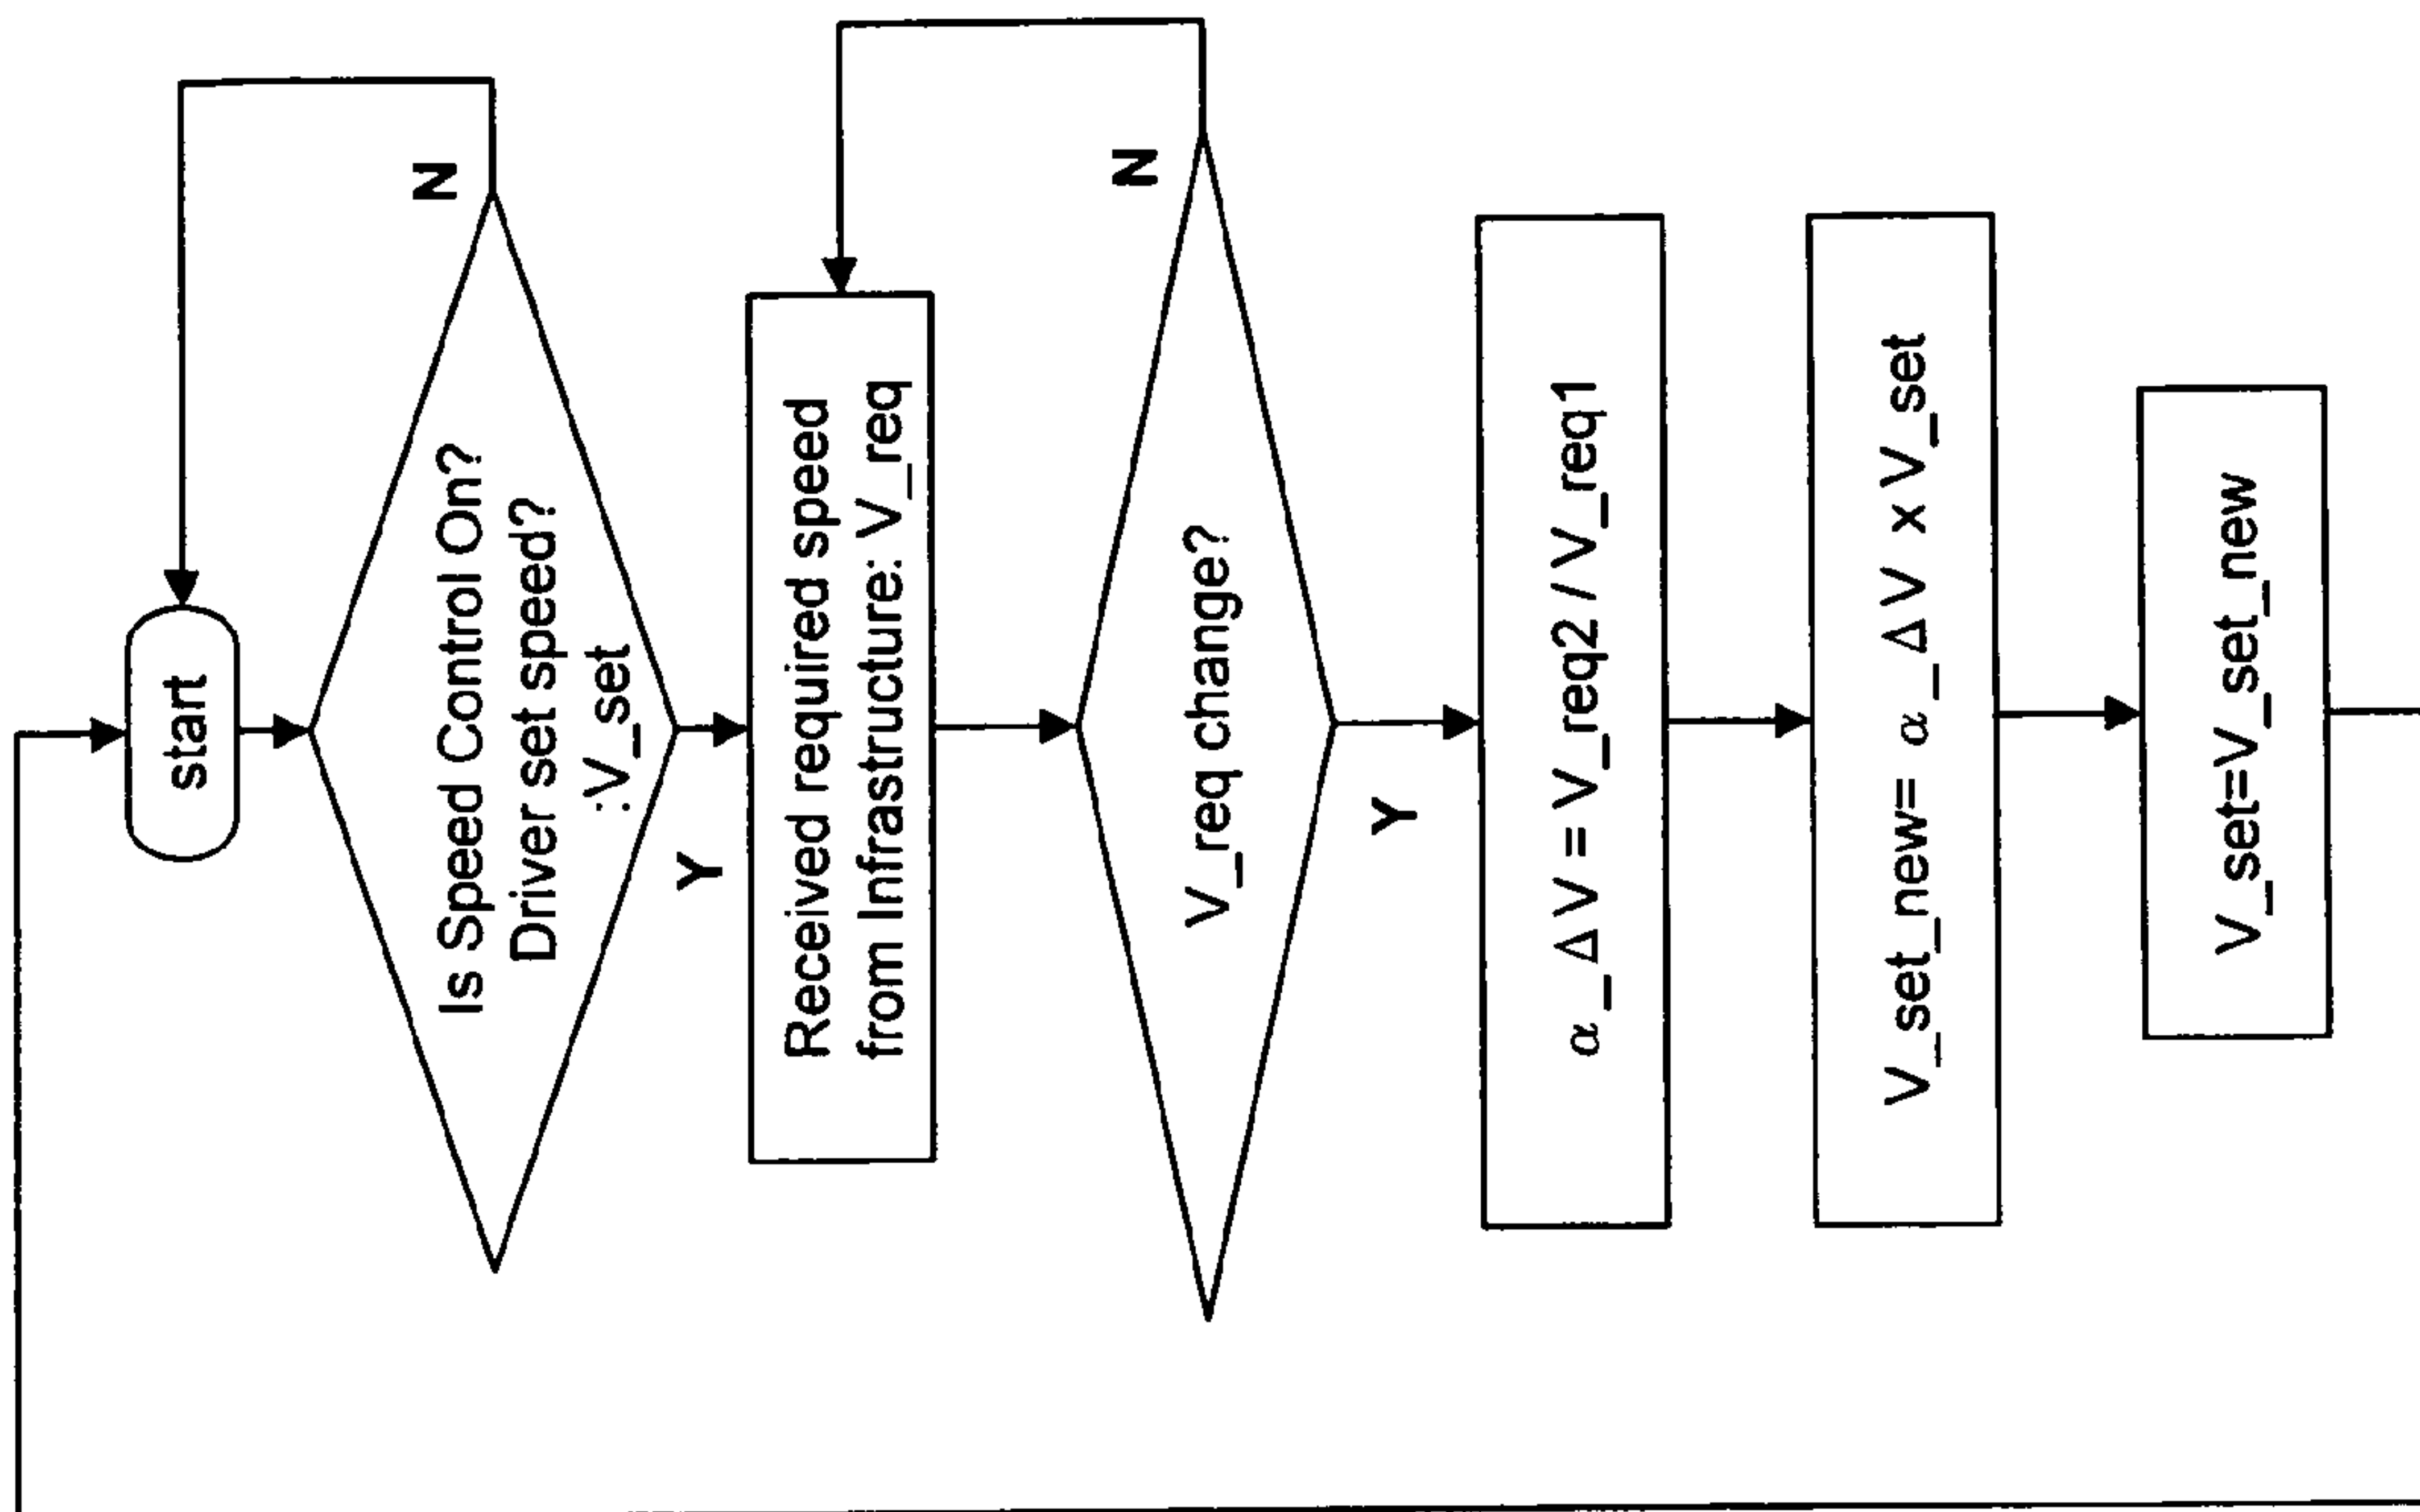 start
Is Speed Control On?
Driver set speed?
:V_set
N
Y
Received required speed
from Infrastructure: V_req
V_req change?
N
Y
α_ΔV = V_req2 / V_req1
V_set_new= α_ΔV x V_set
V_set=V_set_new